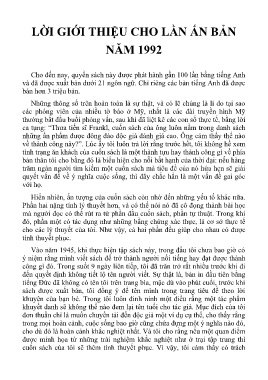 LỜI GIỚI THIỆU CHO LẦN ẤN BẢN
NĂM 1992
Cho đến nay, quyển sách này được phát hành gần 100 lần bằng tiếng Anh
và đã được xuất bản dưới 21 ngôn ngữ. Chỉ riêng các bản tiếng Anh đã được
bán hơn 3 triệu bản.
Những thông số trên hoàn toàn là sự thật, và có lẽ chúng là lí do tại sao
các phóng viên của nhiều tờ báo ở Mỹ, nhất là các đài truyền hình Mỹ
thường bắt đầu buổi phỏng vấn, sau khi đã liệt kê các con số thực tế, bằng lời
ca tụng: “Thưa tiến sĩ Frankl, cuốn sách của ông luôn nằm trong danh sách
những ấn phẩm được đông đảo độc giả đánh giá cao. Ông cảm thấy thế nào
về thành công này?”. Lúc ấy tôi luôn trả lời rằng trước hết, tôi không hề xem
tình trạng ăn khách của cuốn sách là một thành tựu hay thành công gì về phía
bản thân tôi cho bằng đó là biểu hiện cho nỗi bất hạnh của thời đại: nếu hàng
trăm ngàn người tìm kiếm một cuốn sách mà tiêu đề của nó hứa hẹn sẽ giải
quyết vấn đề về ý nghĩa cuộc sống, thì đây chắc hẳn là một vấn đề gai góc
với họ.
Hiển nhiên, ấn tượng của cuốn sách còn nhờ đến những yếu tố khác nữa.
Phần hai nặng tính lý thuyết hơn, và có thể nói nó đã cô đọng thành bài học
mà người đọc có thể rút ra từ phần đầu cuốn sách, phần tự thuật. Trong khi
đó, phần một có tác dụng như những bằng chứng xác thực, là cơ sở thực tế
cho các lý thuyết của tôi. Như vậy, cả hai phần đều giúp cho nhau có được
tính thuyết phục.
Vào năm 1945, khi thực hiện tập sách này, trong đầu tôi chưa bao giờ có
ý niệm rằng mình viết sách để trở thành người nổi tiếng hay đạt được thành
công gì đó. Trong suốt 9 ngày liên tiếp, tôi đã trăn trở rất nhiều trước khi đi
đến quyết định không tiết lộ tên người viết. Sự thật là, bản in đầu tiên bằng
tiếng Đức đã không có tên tôi trên trang bìa, mặc dù vào phút cuối, trước khi
sách được xuất bản, tôi đồng ý để tên mình trong trang tiêu đề theo lời
khuyên của bạn bè. Trong tôi luôn đinh ninh một điều rằng một tác phẩm
khuyết danh sẽ không thể nào đem lại tên tuổi cho tác giả. Mục đích của tôi
đơn thuần chỉ là muốn chuyển tải đến độc giả một ví dụ cụ thể, cho thấy rằng
trong mọi hoàn cảnh, cuộc sống bao giờ cũng chứa đựng một ý nghĩa nào đó,
cho dù đó là hoàn cảnh khắc nghiệt nhất. Và tôi cho rằng nếu một quan điểm
được minh họa từ những trải nghiệm khắc nghiệt như ở trại tập trung thì
cuốn sách của tôi sẽ thêm tính thuyết phục. Vì vậy, tôi cảm thấy có trách